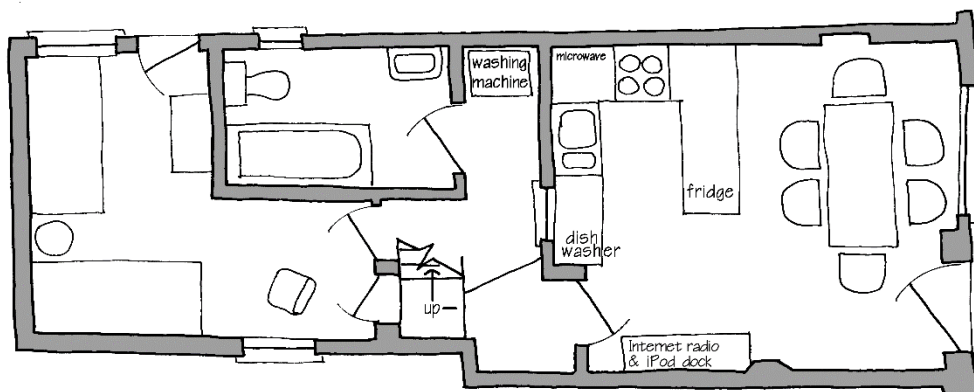 washing
machine
microwave
fridge
dish
washer
up
Internet radio
& iPod dock